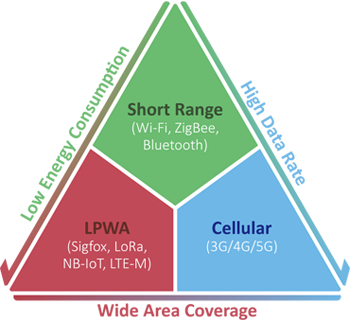 Low Energy Consumption
High Data Rate
Short Range
(Wi-Fi, ZigBee,
Bluetooth)
LPWA
(Sigfox, LoRa,
NB-IoT, LTE-M)
Cellular
(3G/4G/5G)
Wide Area Coverage